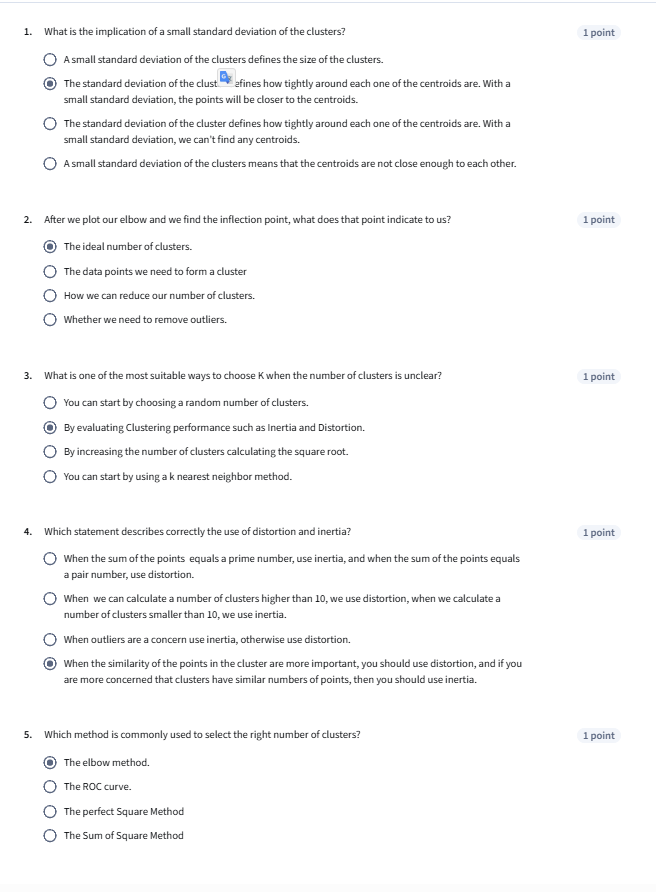 1. What is the implication of a small standard deviation of the clusters? 1 point
A small standard deviation of the clusters defines the size of the clusters.
The standard deviation of the clust efines how tightly around each one of the centroids are. With a
small standard deviation, the points will be closer to the centroids.
The standard deviation of the cluster defines how tightly around each one of the centroids are. With a
small standard deviation, we can't find any centroids.
A small standard deviation of the clusters means that the centroids are not close enough to each other.
2. After we plot our elbow and we find the inflection point, what does that point indicate to us? 1 point
The ideal number of clusters.
The data points we need to form a cluster
How we can reduce our number of clusters.
Whether we need to remove outliers.
3. What is one of the most suitable ways to choose K when the number of clusters is unclear? 1 point
You can start by choosing a random number of clusters.
By evaluating Clustering performance such as Inertia and Distortion.
By increasing the number of clusters calculating the square root.
You can start by using a k nearest neighbor method.
4. Which statement describes correctly the use of distortion and inertia? 1 point
When the sum of the points equals a prime number, use inertia, and when the sum of the points equals
a pair number, use distortion.
When we can calculate a number of clusters higher than 10, we use distortion, when we calculate a
number of clusters smaller than 10, we use inertia.
When outliers are a concern use inertia, otherwise use distortion.
When the similarity of the points in the cluster are more important, you should use distortion, and if you
are more concerned that clusters have similar numbers of points, then you should use inertia.
5. Which method is commonly used to select the right number of clusters? 1 point
The elbow method.
The ROC curve.
The perfect Square Method
The Sum of Square Method